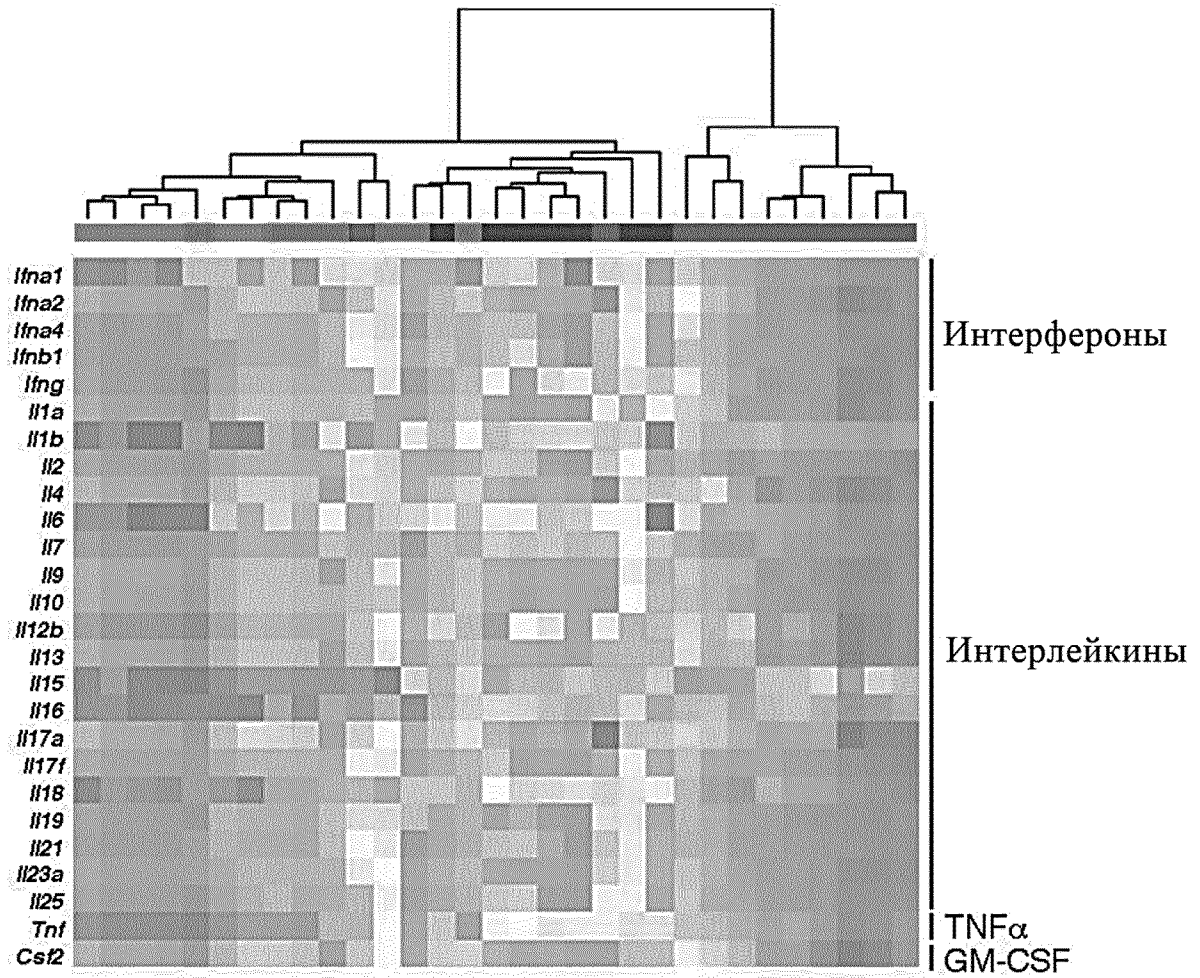 Ifna1
Ifna2
Ifna4
Ifnb1
Ifng
Il1a
Il1b
Il2
Il4
Il6
Il7
Il9
Il10
Il12b
Il13
Il15
Il16
Il17a
Il17f
Il18
Il19
Il21
Il23a
Il25
Tnf
Csf2
Интерфероны
Интерлейкины
TNFα
GM-CSF